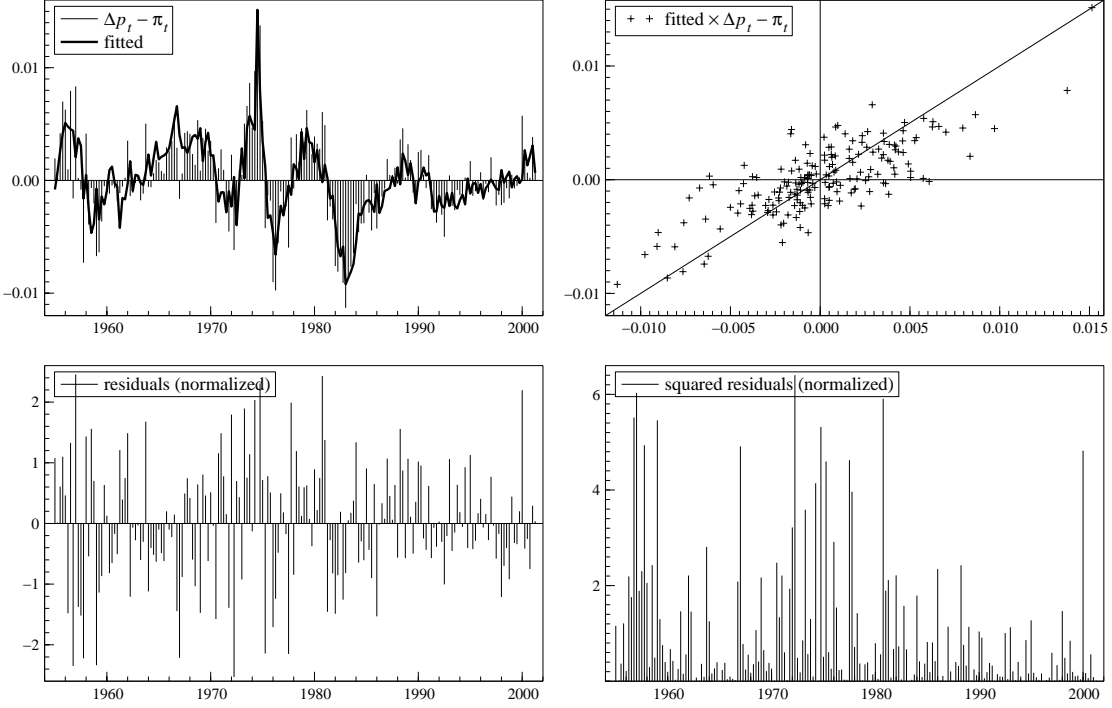 Δp_t − π_t
fitted
0.01
0.00
−0.01
1960 1970 1980 1990 2000
fitted × Δp_t − π_t
0.01
0.00
−0.01
−0.010 −0.005 0.000 0.005 0.010 0.015
residuals (normalized)
2
1
0
−1
−2
1960 1970 1980 1990 2000
squared residuals (normalized)
6
4
2
1960 1970 1980 1990 2000